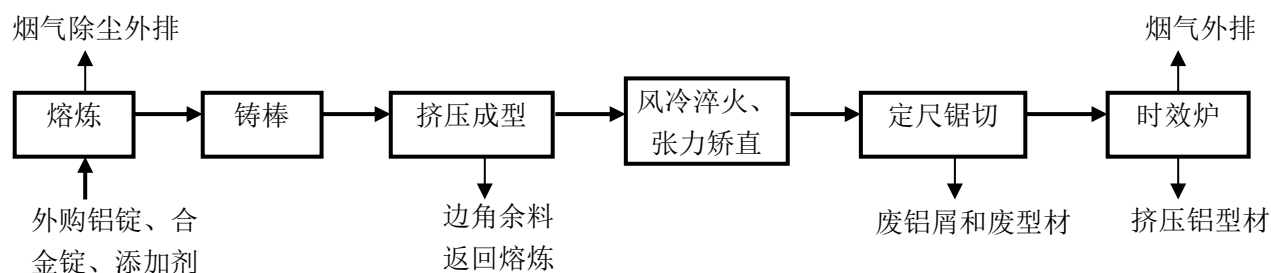 烟气除尘外排
烟气外排
熔炼
铸棒
挤压成型
风冷淬火、
张力矫直
定尺锯切
时效炉
外购铝锭、合
金锭、添加剂
边角余料
返回熔炼
废铝屑和废型材
挤压铝型材